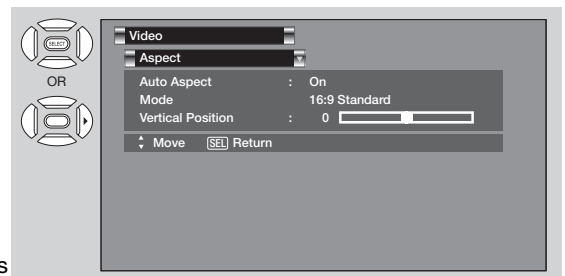 SELECT
OR
Video
Aspect
Auto Aspect : On
Mode 16:9 Standard
Vertical Position : 0
Move SEL Return
s